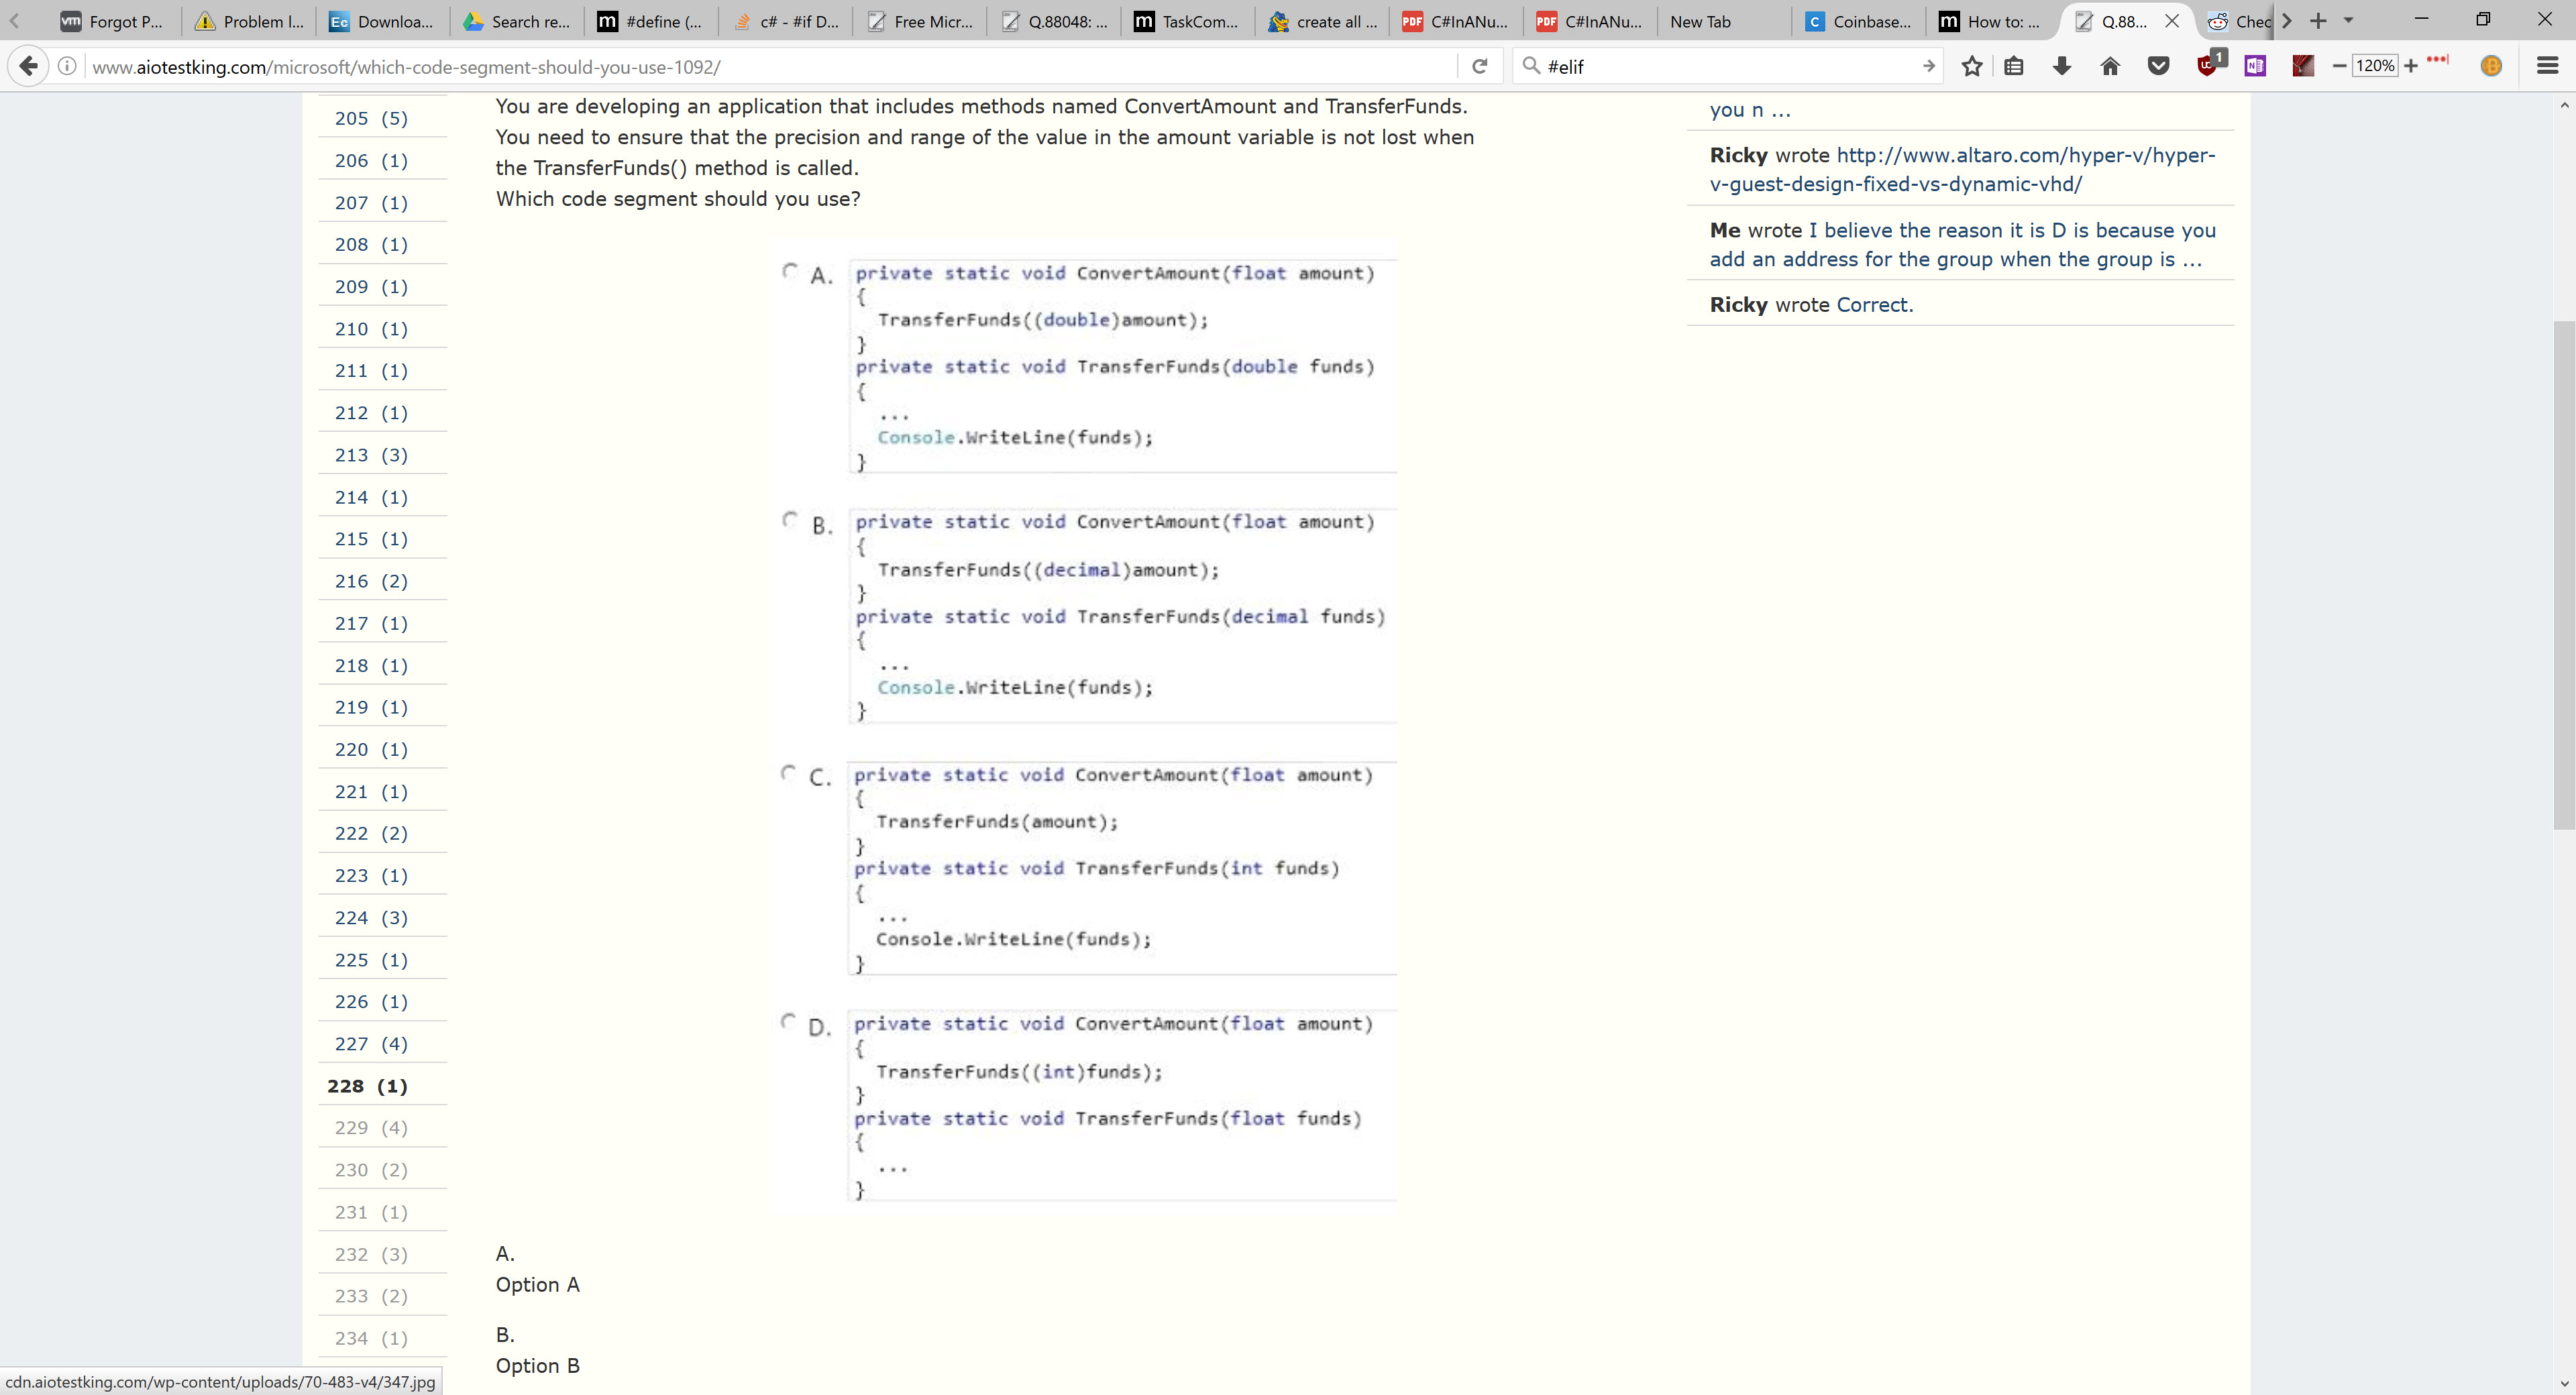 Forgot P... Problem l... Downloa... Search re... #define (... c# - #if D... Free Micr... Q.88048: ... TaskCom... create all ... C#InANu... C#InANu... New Tab Coinbase... How to: ... Q.88... Chec
www.aiotestking.com/microsoft/which-code-segment-should-you-use-1092/ #elif 1 120%
205 (5)
206 (1)
207 (1)
208 (1)
209 (1)
210 (1)
211 (1)
212 (1)
213 (3)
214 (1)
215 (1)
216 (2)
217 (1)
218 (1)
219 (1)
220 (1)
221 (1)
222 (2)
223 (1)
224 (3)
225 (1)
226 (1)
227 (4)
228 (1)
229 (4)
230 (2)
231 (1)
232 (3)
233 (2)
234 (1)
You are developing an application that includes methods named ConvertAmount and TransferFunds.
You need to ensure that the precision and range of the value in the amount variable is not lost when
the TransferFunds() method is called.
Which code segment should you use?
A. private static void ConvertAmount(float amount)
{
TransferFunds((double)amount);
}
private static void TransferFunds(double funds)
{
...
Console.WriteLine(funds);
}
B. private static void ConvertAmount(float amount)
{
TransferFunds((decimal)amount);
}
private static void TransferFunds(decimal funds)
{
...
Console.WriteLine(funds);
}
C. private static void ConvertAmount(float amount)
{
TransferFunds(amount);
}
private static void TransferFunds(int funds)
{
...
Console.WriteLine(funds);
}
D. private static void ConvertAmount(float amount)
{
TransferFunds((int)funds);
}
private static void TransferFunds(float funds)
{
...
}
A.
Option A
B.
Option B
you n ...
Ricky wrote http://www.altaro.com/hyper-v/hyper-
v-guest-design-fixed-vs-dynamic-vhd/
Me wrote I believe the reason it is D is because you
add an address for the group when the group is ...
Ricky wrote Correct.
cdn.aiotestking.com/wp-content/uploads/70-483-v4/347.jpg